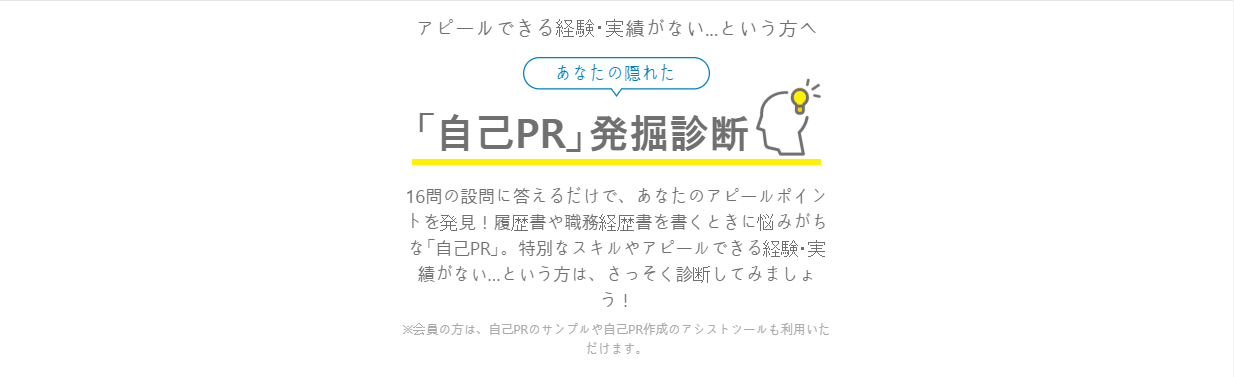 アピールできる経験･実績がない...という方へ
あなたの隠れた
｢自己PR｣発掘診断
16問の設問に答えるだけで、あなたのアピールポイン
トを発見！履歴書や職務経歴書を書くときに悩みがち
な｢自己PR｣。特別なスキルやアピールできる経験･実
績がない...という方は、さっそく診断してみましょ
う！
※会員の方は、自己PRのサンプルや自己PR作成のアシストツールも利用いた
だけます。